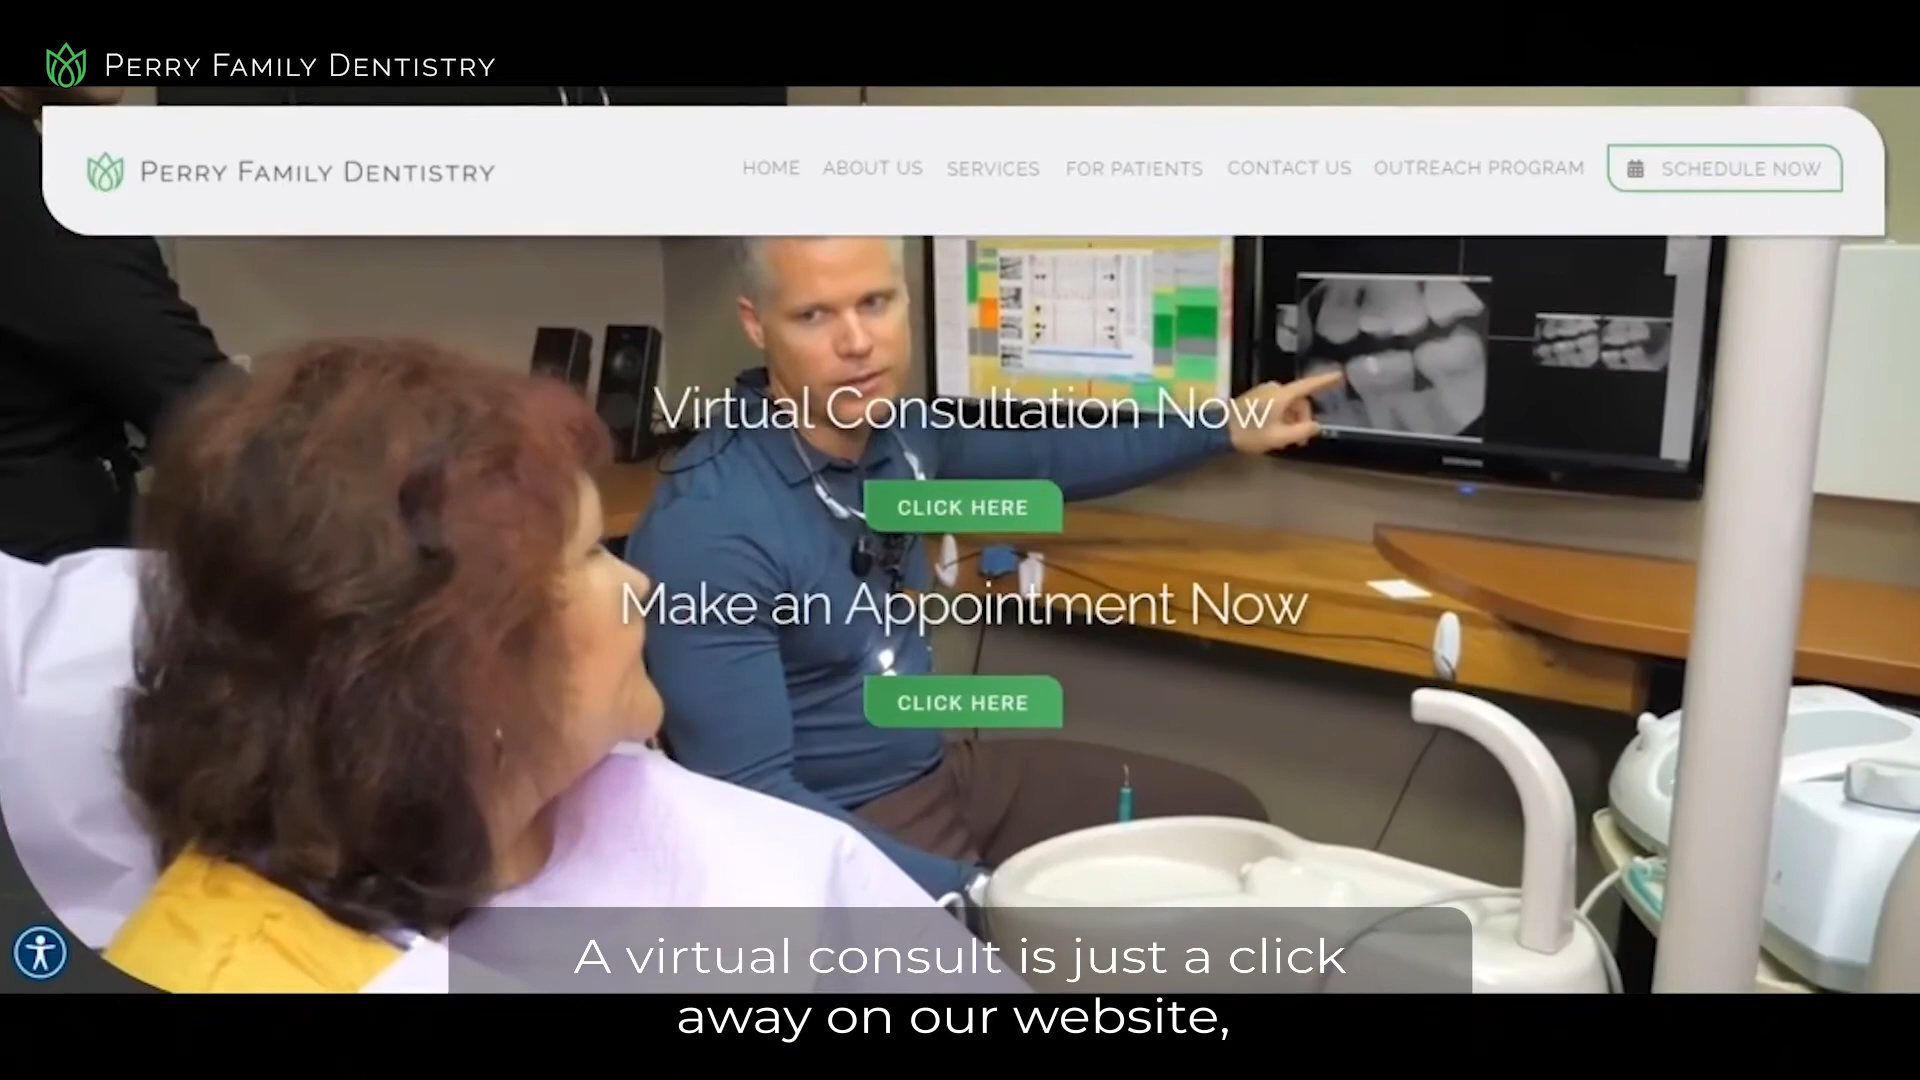 PERRY FAMILY DENTISTRY
PERRY FAMILY DENTISTRY
HOME
ABOUT US
SERVICES
FOR PATIENTS
CONTACT US
OUTREACH PROGRAM
SCHEDULE NOW
Virtual Consultation Now
CLICK HERE
Make an Appointment Now
CLICK HERE
A virtual consult is just a click
away on our website,